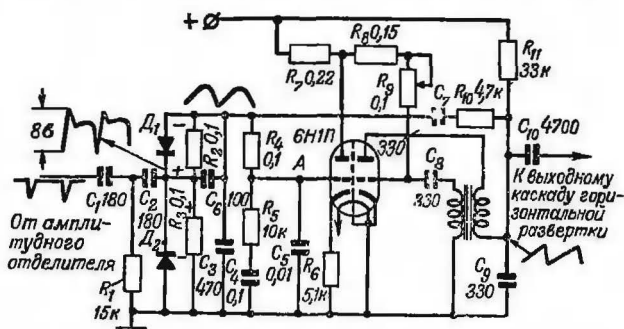 +
R₇ 0,22
R₈ 0,15
R₉ 0,1
R₁₁ 33к
8в
Д₁
R₂ 0,1
R₄ 0,1
6Н1П
C₇
R₁₀ 4,7к
C₁₀ 4700
C₁ 180
C₂ 180
+
R₃ 0,1
+
C₆ 100
A
330
C₈ 330
К выходному
каскаду гори-
зонтальной
развертки
От ампли-
тудного
отделителя
R₁ 15к
Д₂
C₃ 470
R₅ 10к
C₄ 0,1
C₅ 0,01
R₆ 5,1к
C₉ 330